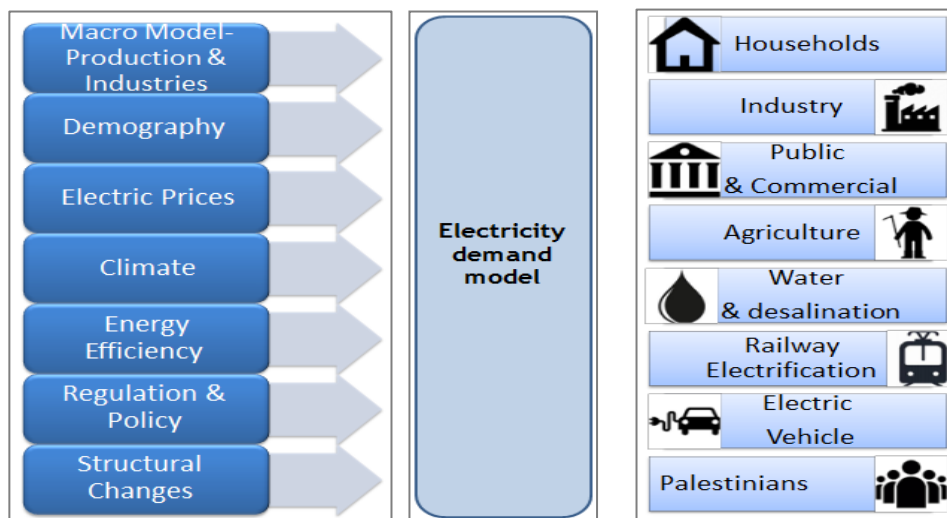 Macro Model-
Production &
Industries
Demography
Electric Prices
Climate
Energy
Efficiency
Regulation &
Policy
Structural
Changes
Electricity
demand
model
Households
Industry
Public
& Commercial
Agriculture
Water
& desalination
Railway
Electrification
Electric
Vehicle
Palestinians